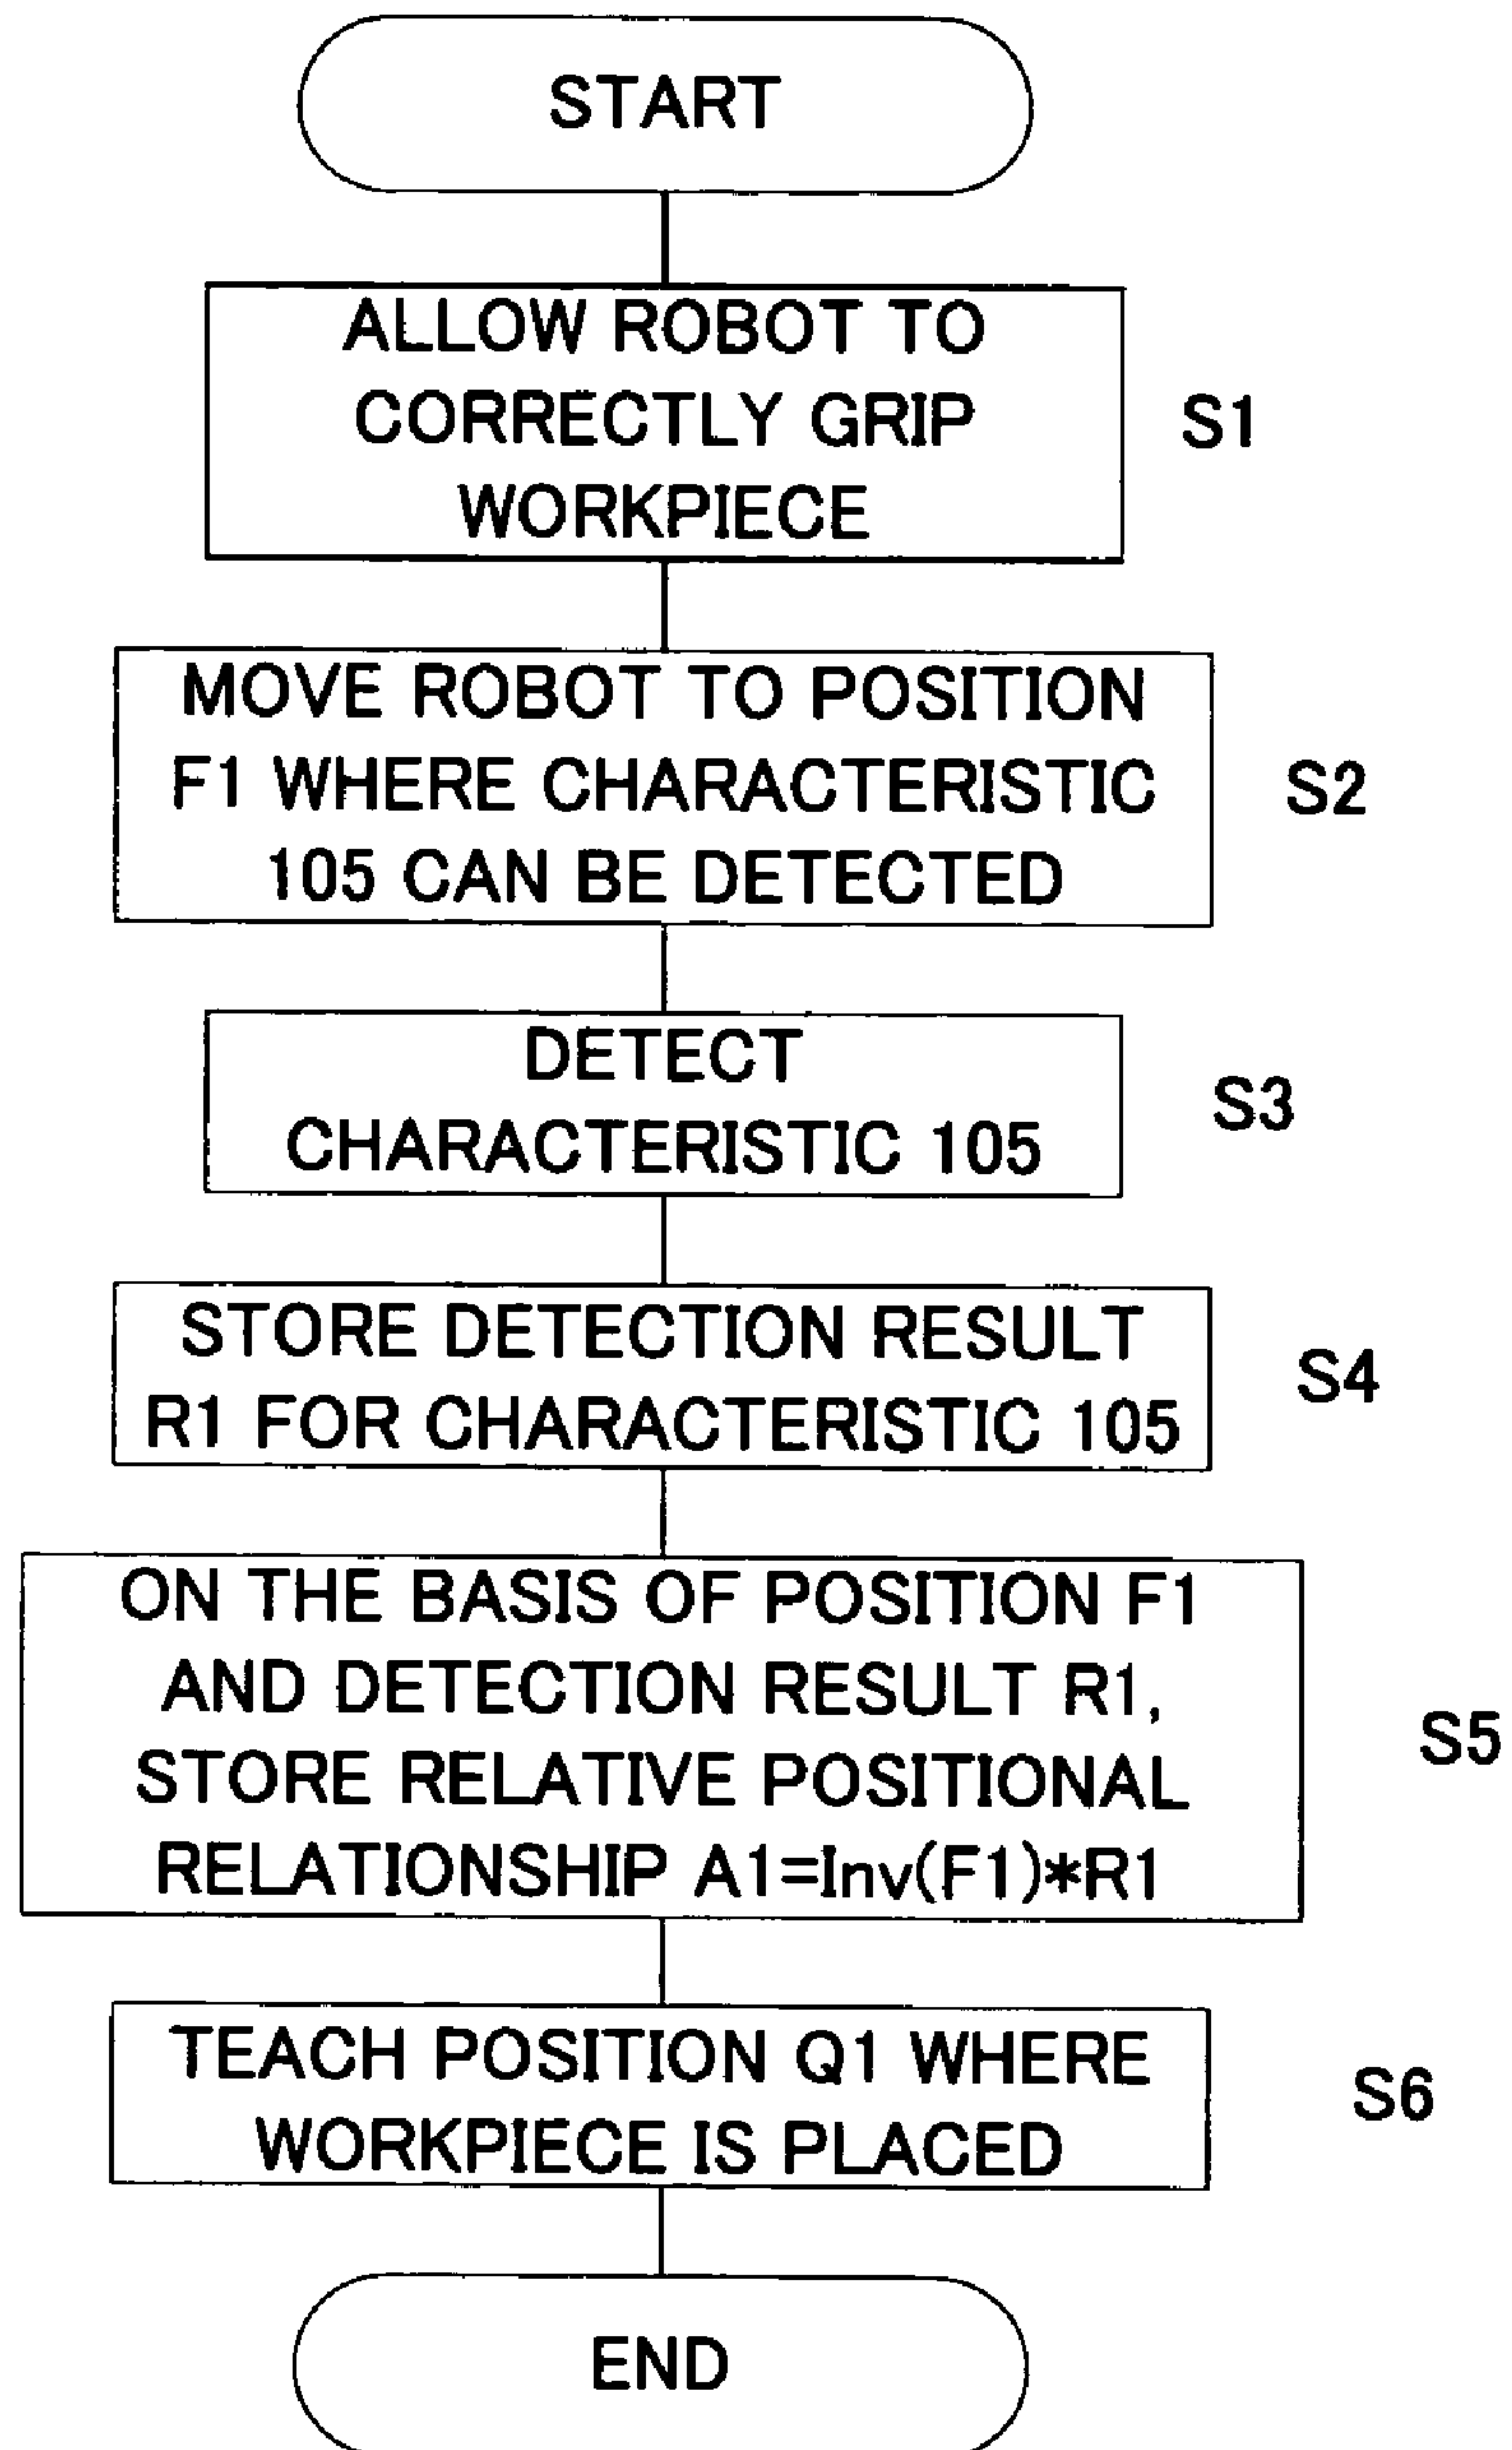 START
ALLOW ROBOT TO
CORRECTLY GRIP
WORKPIECE
S1
MOVE ROBOT TO POSITION
F1 WHERE CHARACTERISTIC
105 CAN BE DETECTED
S2
DETECT
CHARACTERISTIC 105
S3
STORE DETECTION RESULT
R1 FOR CHARACTERISTIC 105
S4
ON THE BASIS OF POSITION F1
AND DETECTION RESULT R1,
STORE RELATIVE POSITIONAL
RELATIONSHIP A1=Inv(F1)*R1
S5
TEACH POSITION Q1 WHERE
WORKPIECE IS PLACED
S6
END